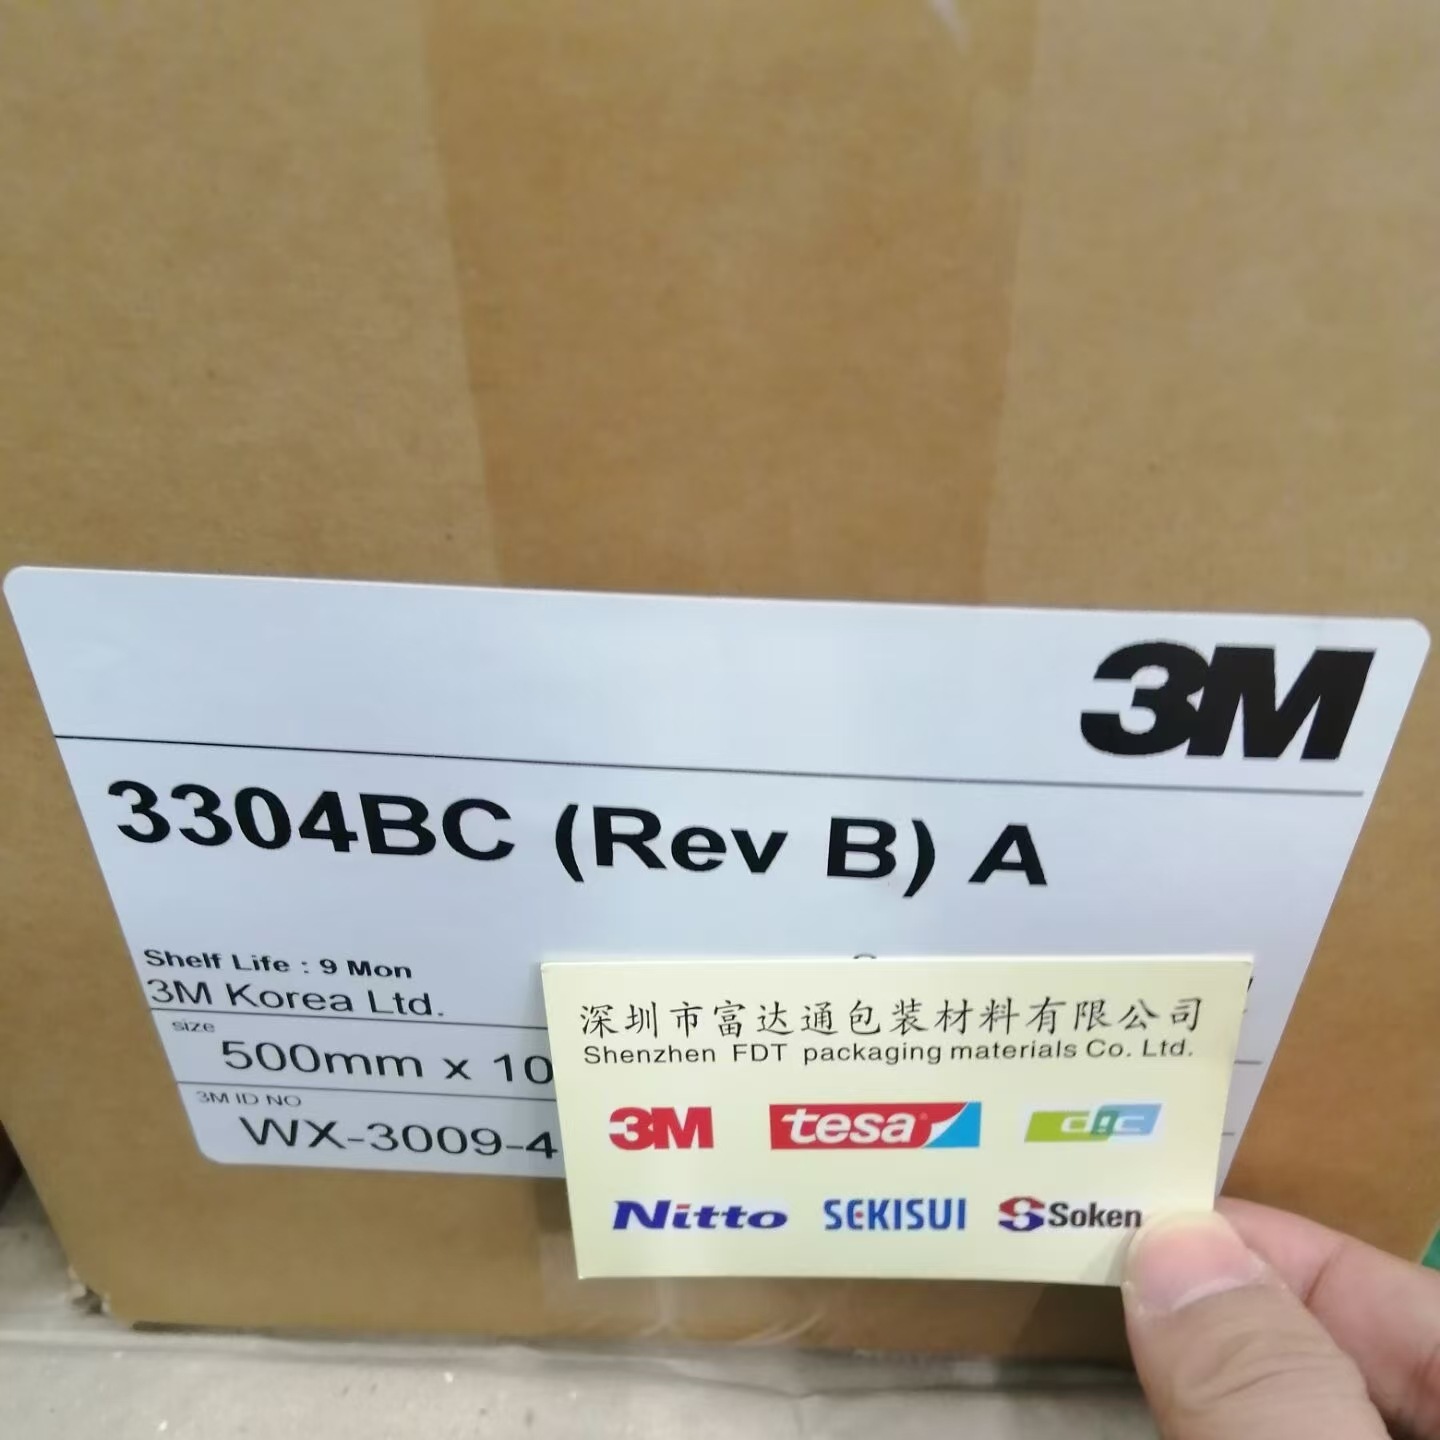 3M
3304BC (Rev B) A
Shelf Life : 9 Mon
3M Korea Ltd.
size
500mm x 10
3M ID NO
WX-3009-4
深圳市富达通包装材料有限公司
Shenzhen FDT packaging materials Co. Ltd.
3M tesa dic
Nitto SEKISUI Soken